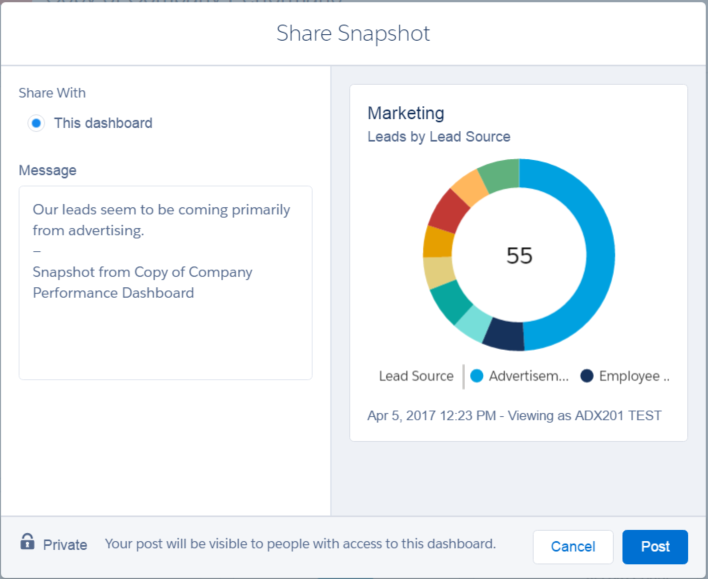 Share Snapshot
Share With
This dashboard
Message
Our leads seem to be coming primarily
from advertising.
–
Snapshot from Copy of Company
Performance Dashboard
Marketing
Leads by Lead Source
55
Lead Source Advertisem... Employee ..
Apr 5, 2017 12:23 PM - Viewing as ADX201 TEST
Private Your post will be visible to people with access to this dashboard. Cancel Post